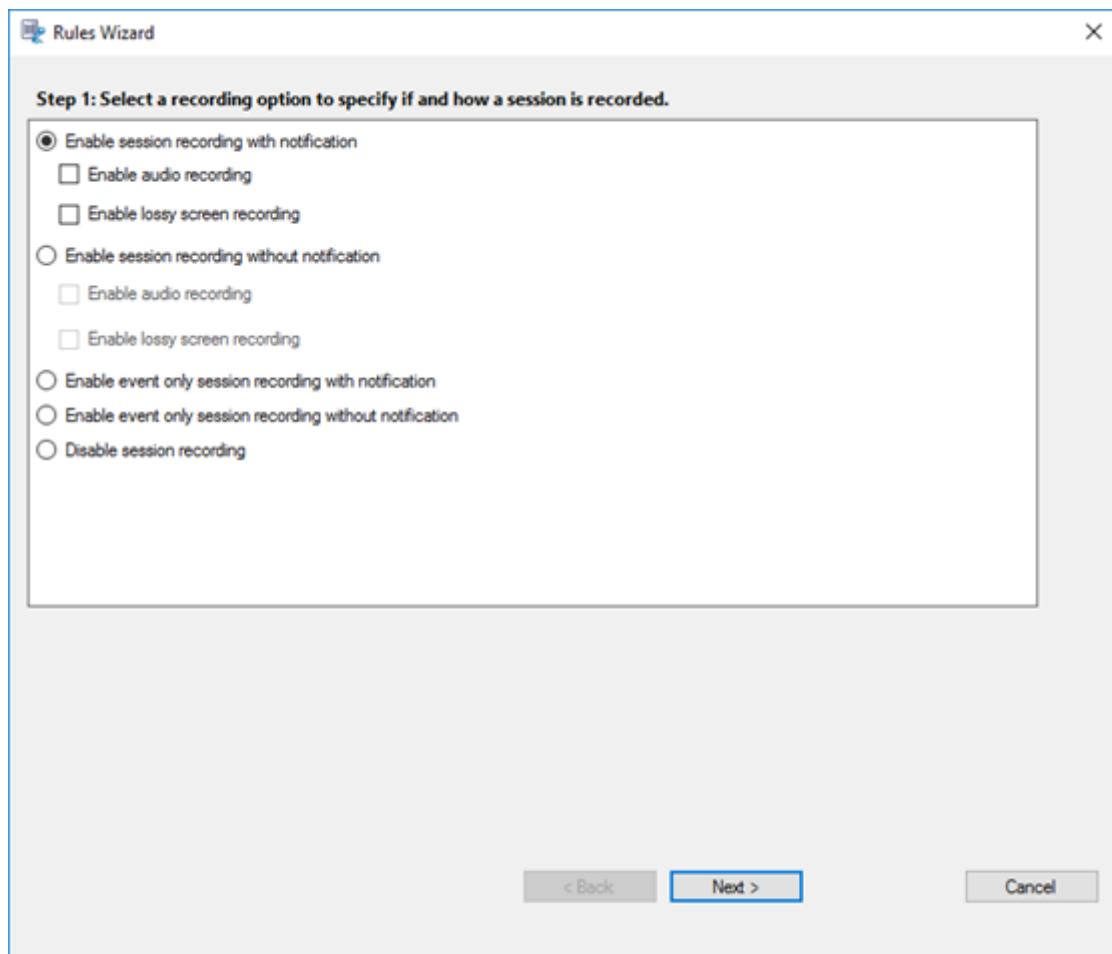 Rules Wizard
Step 1: Select a recording option to specify if and how a session is recorded.
Enable session recording with notification
Enable audio recording
Enable lossy screen recording
Enable session recording without notification
Enable audio recording
Enable lossy screen recording
Enable event only session recording with notification
Enable event only session recording without notification
Disable session recording
< Back
Next >
Cancel